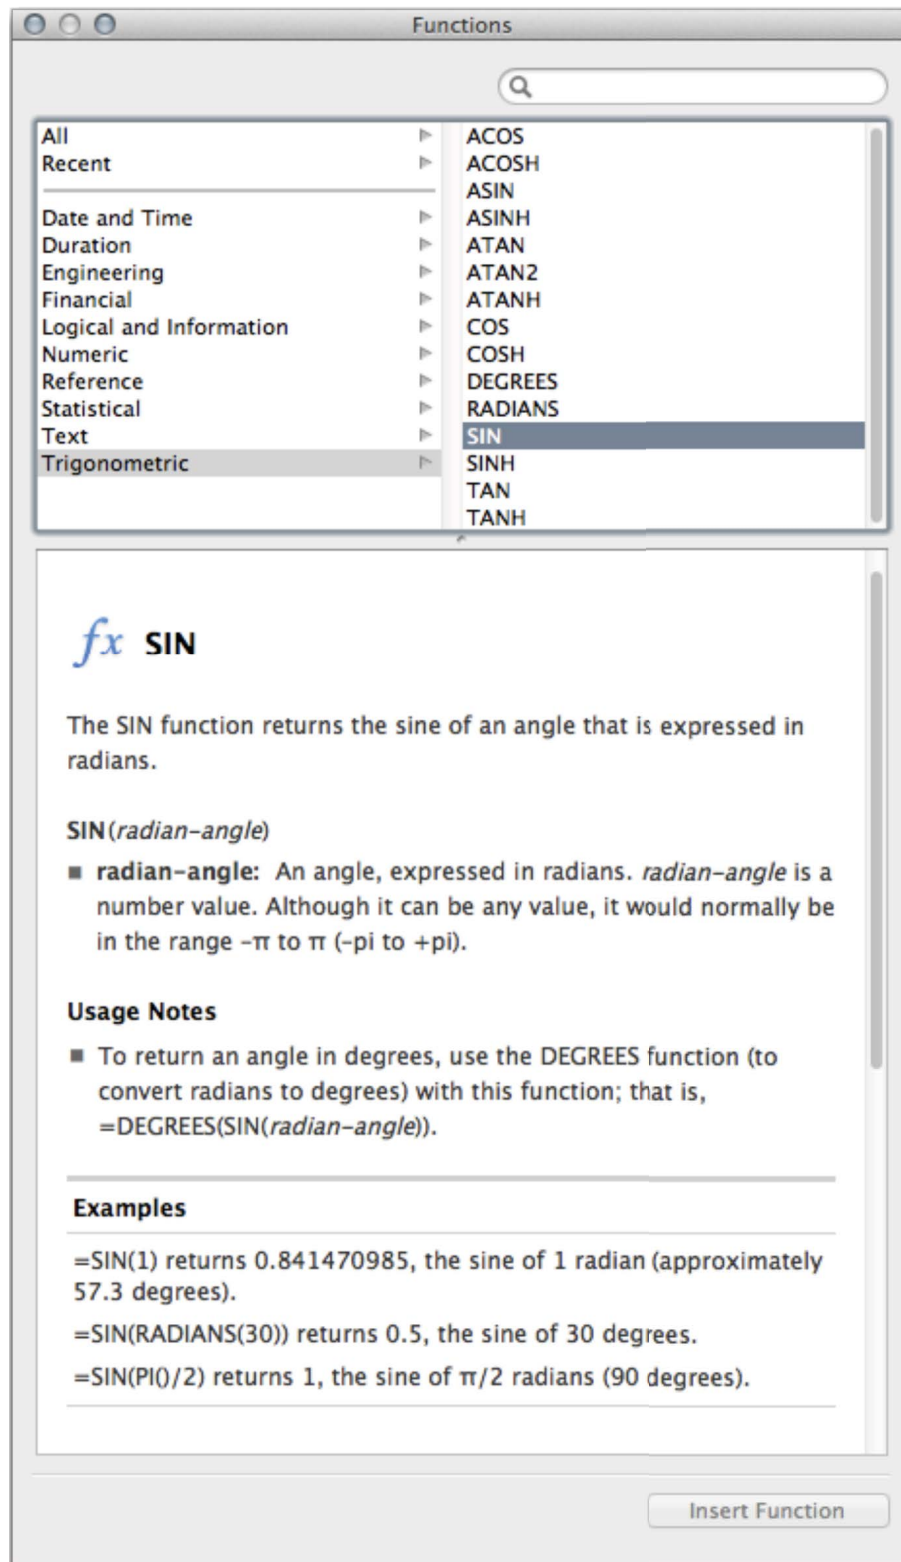 Functions
All
Recent
Date and Time
Duration
Engineering
Financial
Logical and Information
Numeric
Reference
Statistical
Text
Trigonometric
ACOS
ACOSH
ASIN
ASINH
ATAN
ATAN2
ATANH
COS
COSH
DEGREES
RADIANS
SIN
SINH
TAN
TANH
fx SIN
The SIN function returns the sine of an angle that is expressed in
radians.
SIN(radian-angle)
■ radian-angle: An angle, expressed in radians. radian-angle is a
number value. Although it can be any value, it would normally be
in the range -π to π (-pi to +pi).
Usage Notes
■ To return an angle in degrees, use the DEGREES function (to
convert radians to degrees) with this function; that is,
=DEGREES(SIN(radian-angle)).
Examples
=SIN(1) returns 0.841470985, the sine of 1 radian (approximately
57.3 degrees).
=SIN(RADIANS(30)) returns 0.5, the sine of 30 degrees.
=SIN(PI()/2) returns 1, the sine of π/2 radians (90 degrees).
Insert Function